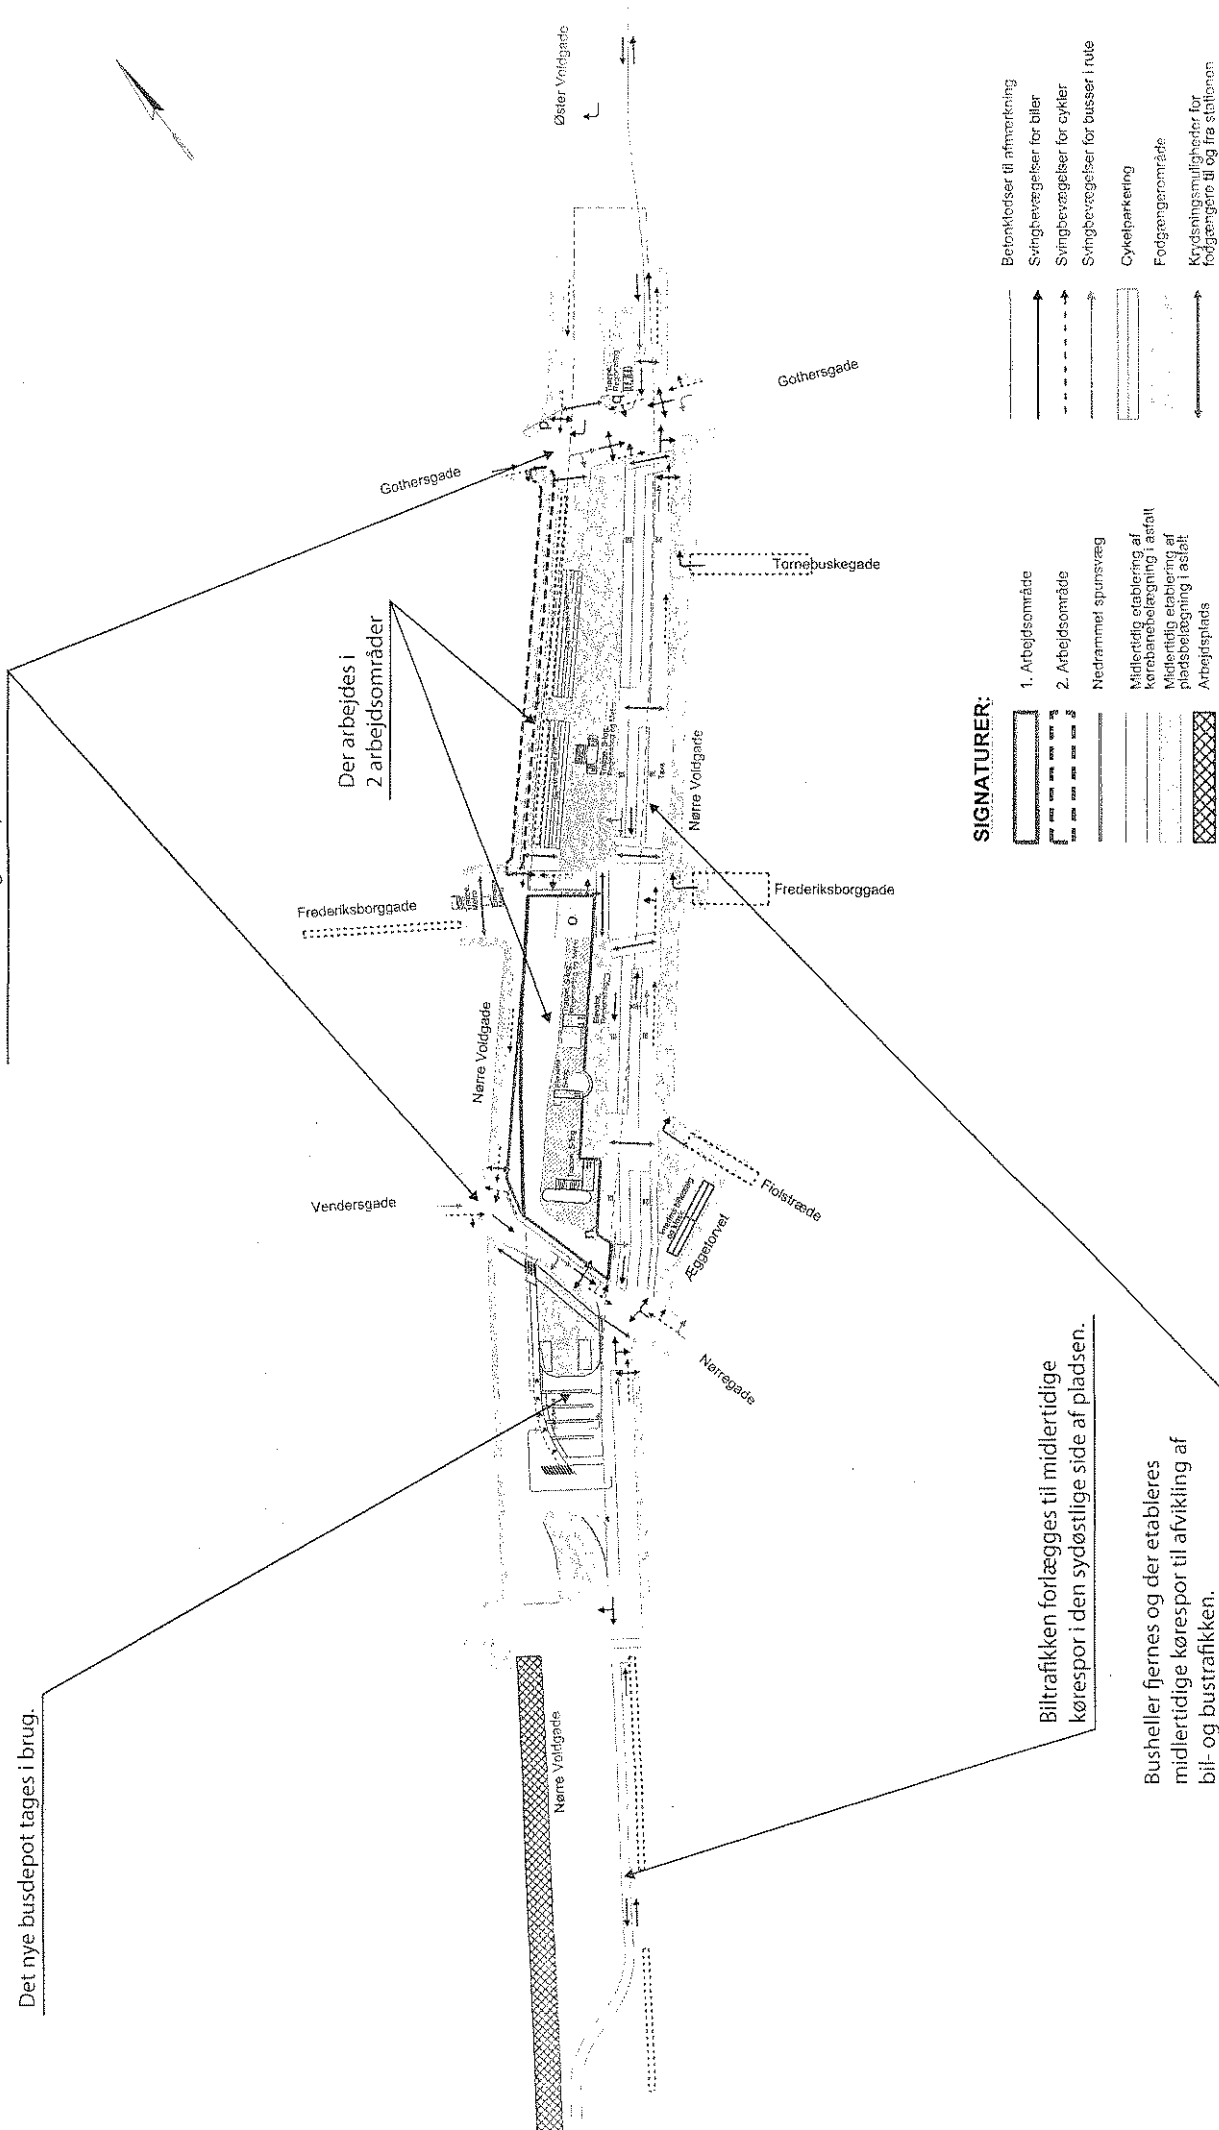 Det nye busdepot tages i brug.
Der arbejdes i
2 arbejdsområder
Øster Voldgade
Gothersgade
Gothersgade
Tornebuskegade
Frederiksborggade
Frederiksborggade
Nørre Voldgade
Nørre Voldgade
Vendersgade
Fiolstræde
Æggetorvet
Nørregade
Nørre Voldgade
Biltrafikken forlægges til midlertidige
kørespor i den sydøstlige side af pladsen.
Busheller fjernes og der etableres
midlertidige kørespor til afvikling af
bil- og bustrafikken.
SIGNATURER:
1. Arbejdsområde
2. Arbejdsområde
Nedrammet spunsvæg
Midlertidig etablering af
kørebanebelægning i asfalt
Midlertidig etablering af
pladsbelægning i asfalt
Arbejdsplads
Betonklodser til afmærkning
Svingbevægelser for biler
Svingbevægelser for cykler
Svingbevægelser for busser i rute
Cykelparkering
Fodgængerområde
Krydsningsmuligheder for
fodgængere til og fra stationen